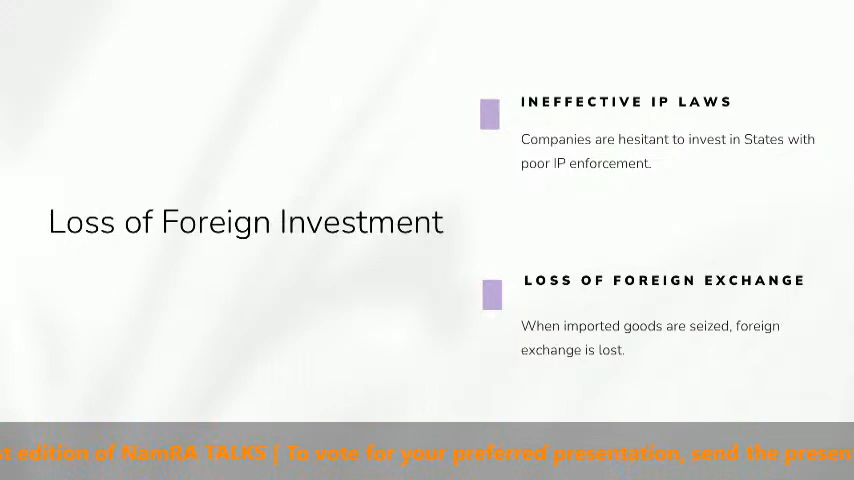 Loss of Foreign Investment
INEFFECTIVE IP LAWS
Companies are hesitant to invest in States with
poor IP enforcement.
LOSS OF FOREIGN EXCHANGE
When imported goods are seized, foreign
exchange is lost.
edition of NamRA TALKS | To vote for your preferred presentation, send the